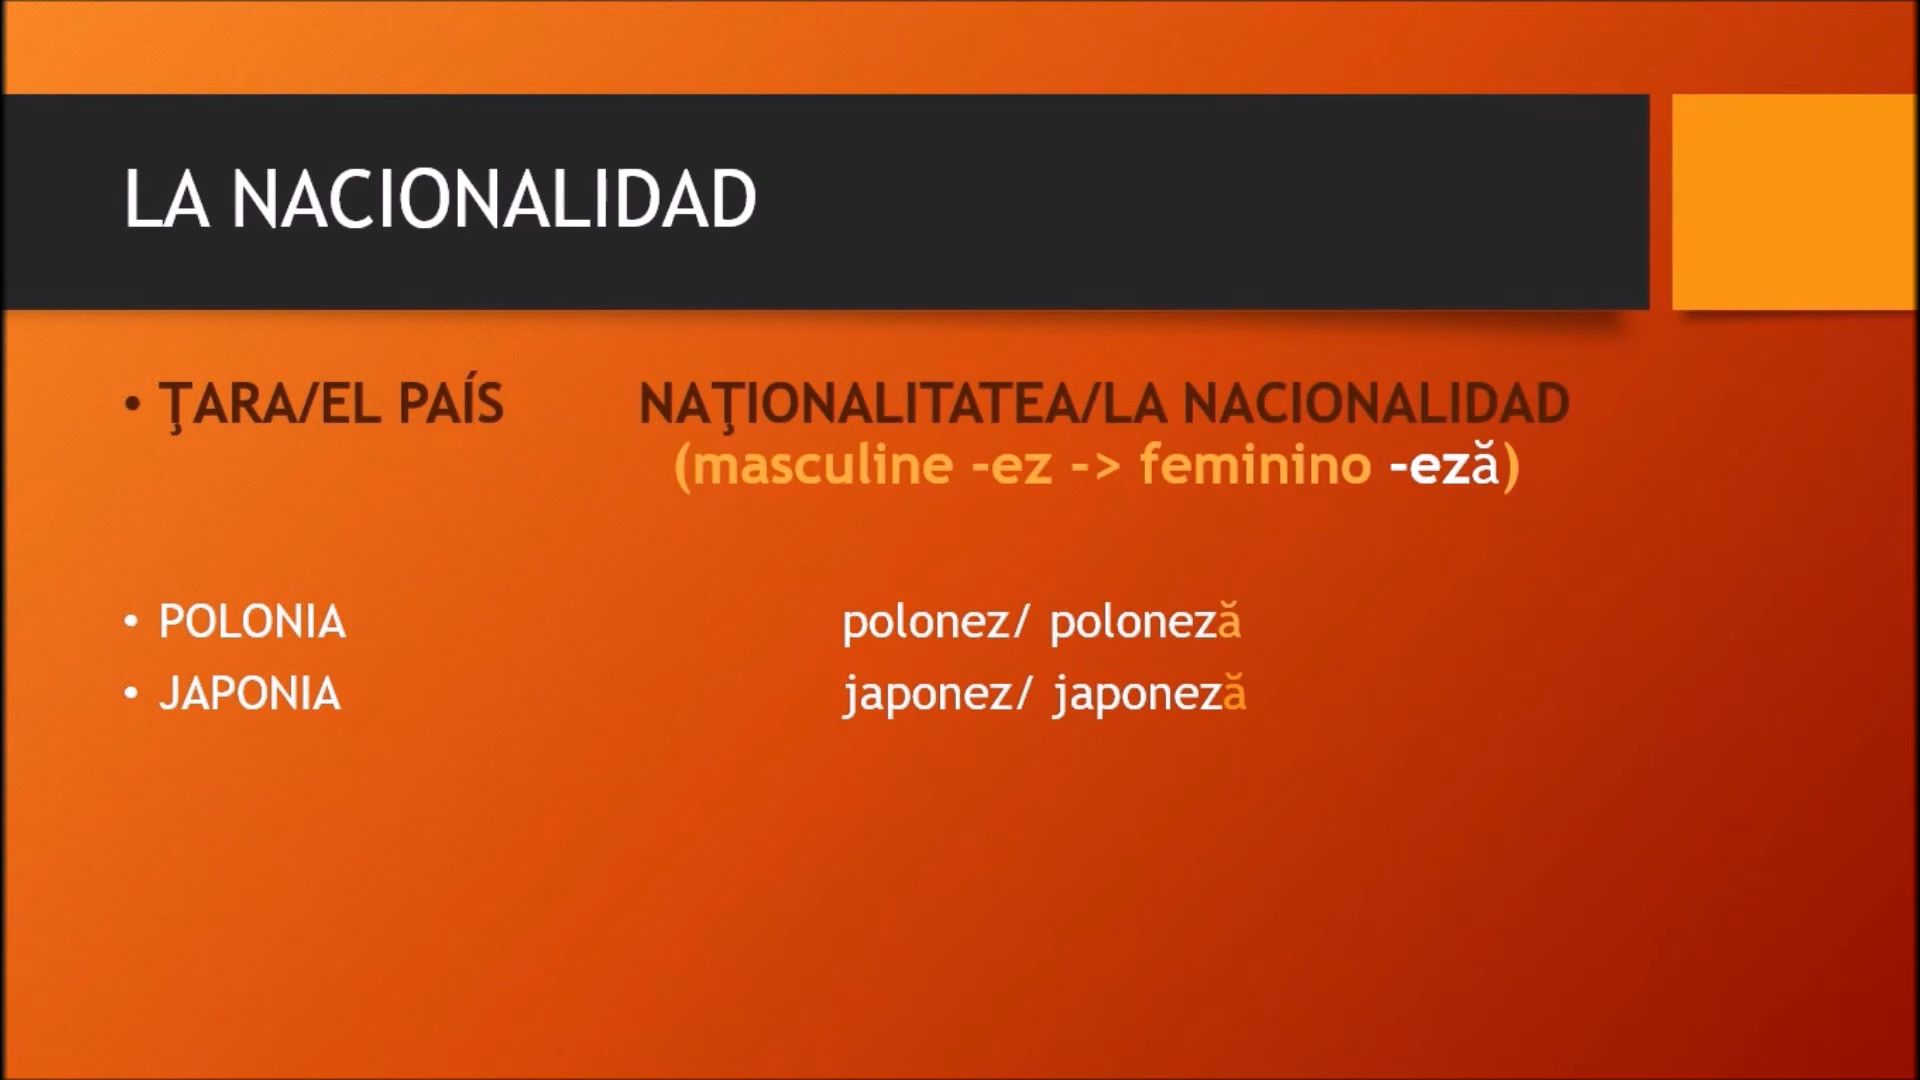 LA NACIONALIDAD
• ŢARA/EL PAÍS NAŢIONALITATEA/LA NACIONALIDAD
(masculine -ez -> feminino -eză)
• POLONIA polonez/ poloneză
• JAPONIA japonez/ japoneză